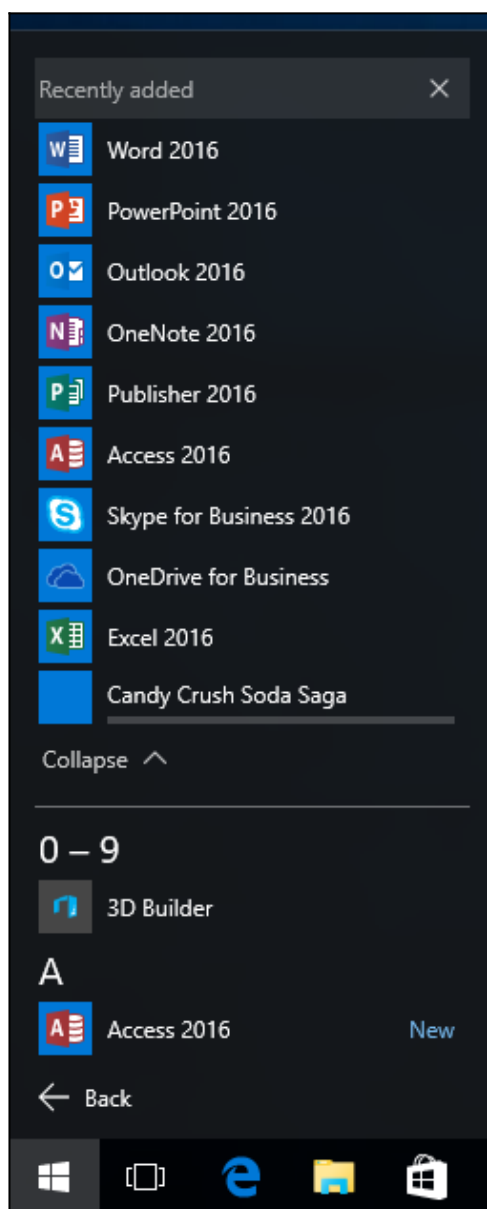 Recently added
Word 2016
PowerPoint 2016
Outlook 2016
OneNote 2016
Publisher 2016
Access 2016
Skype for Business 2016
OneDrive for Business
Excel 2016
Candy Crush Soda Saga
Collapse
0 – 9
3D Builder
A
Access 2016 New
Back